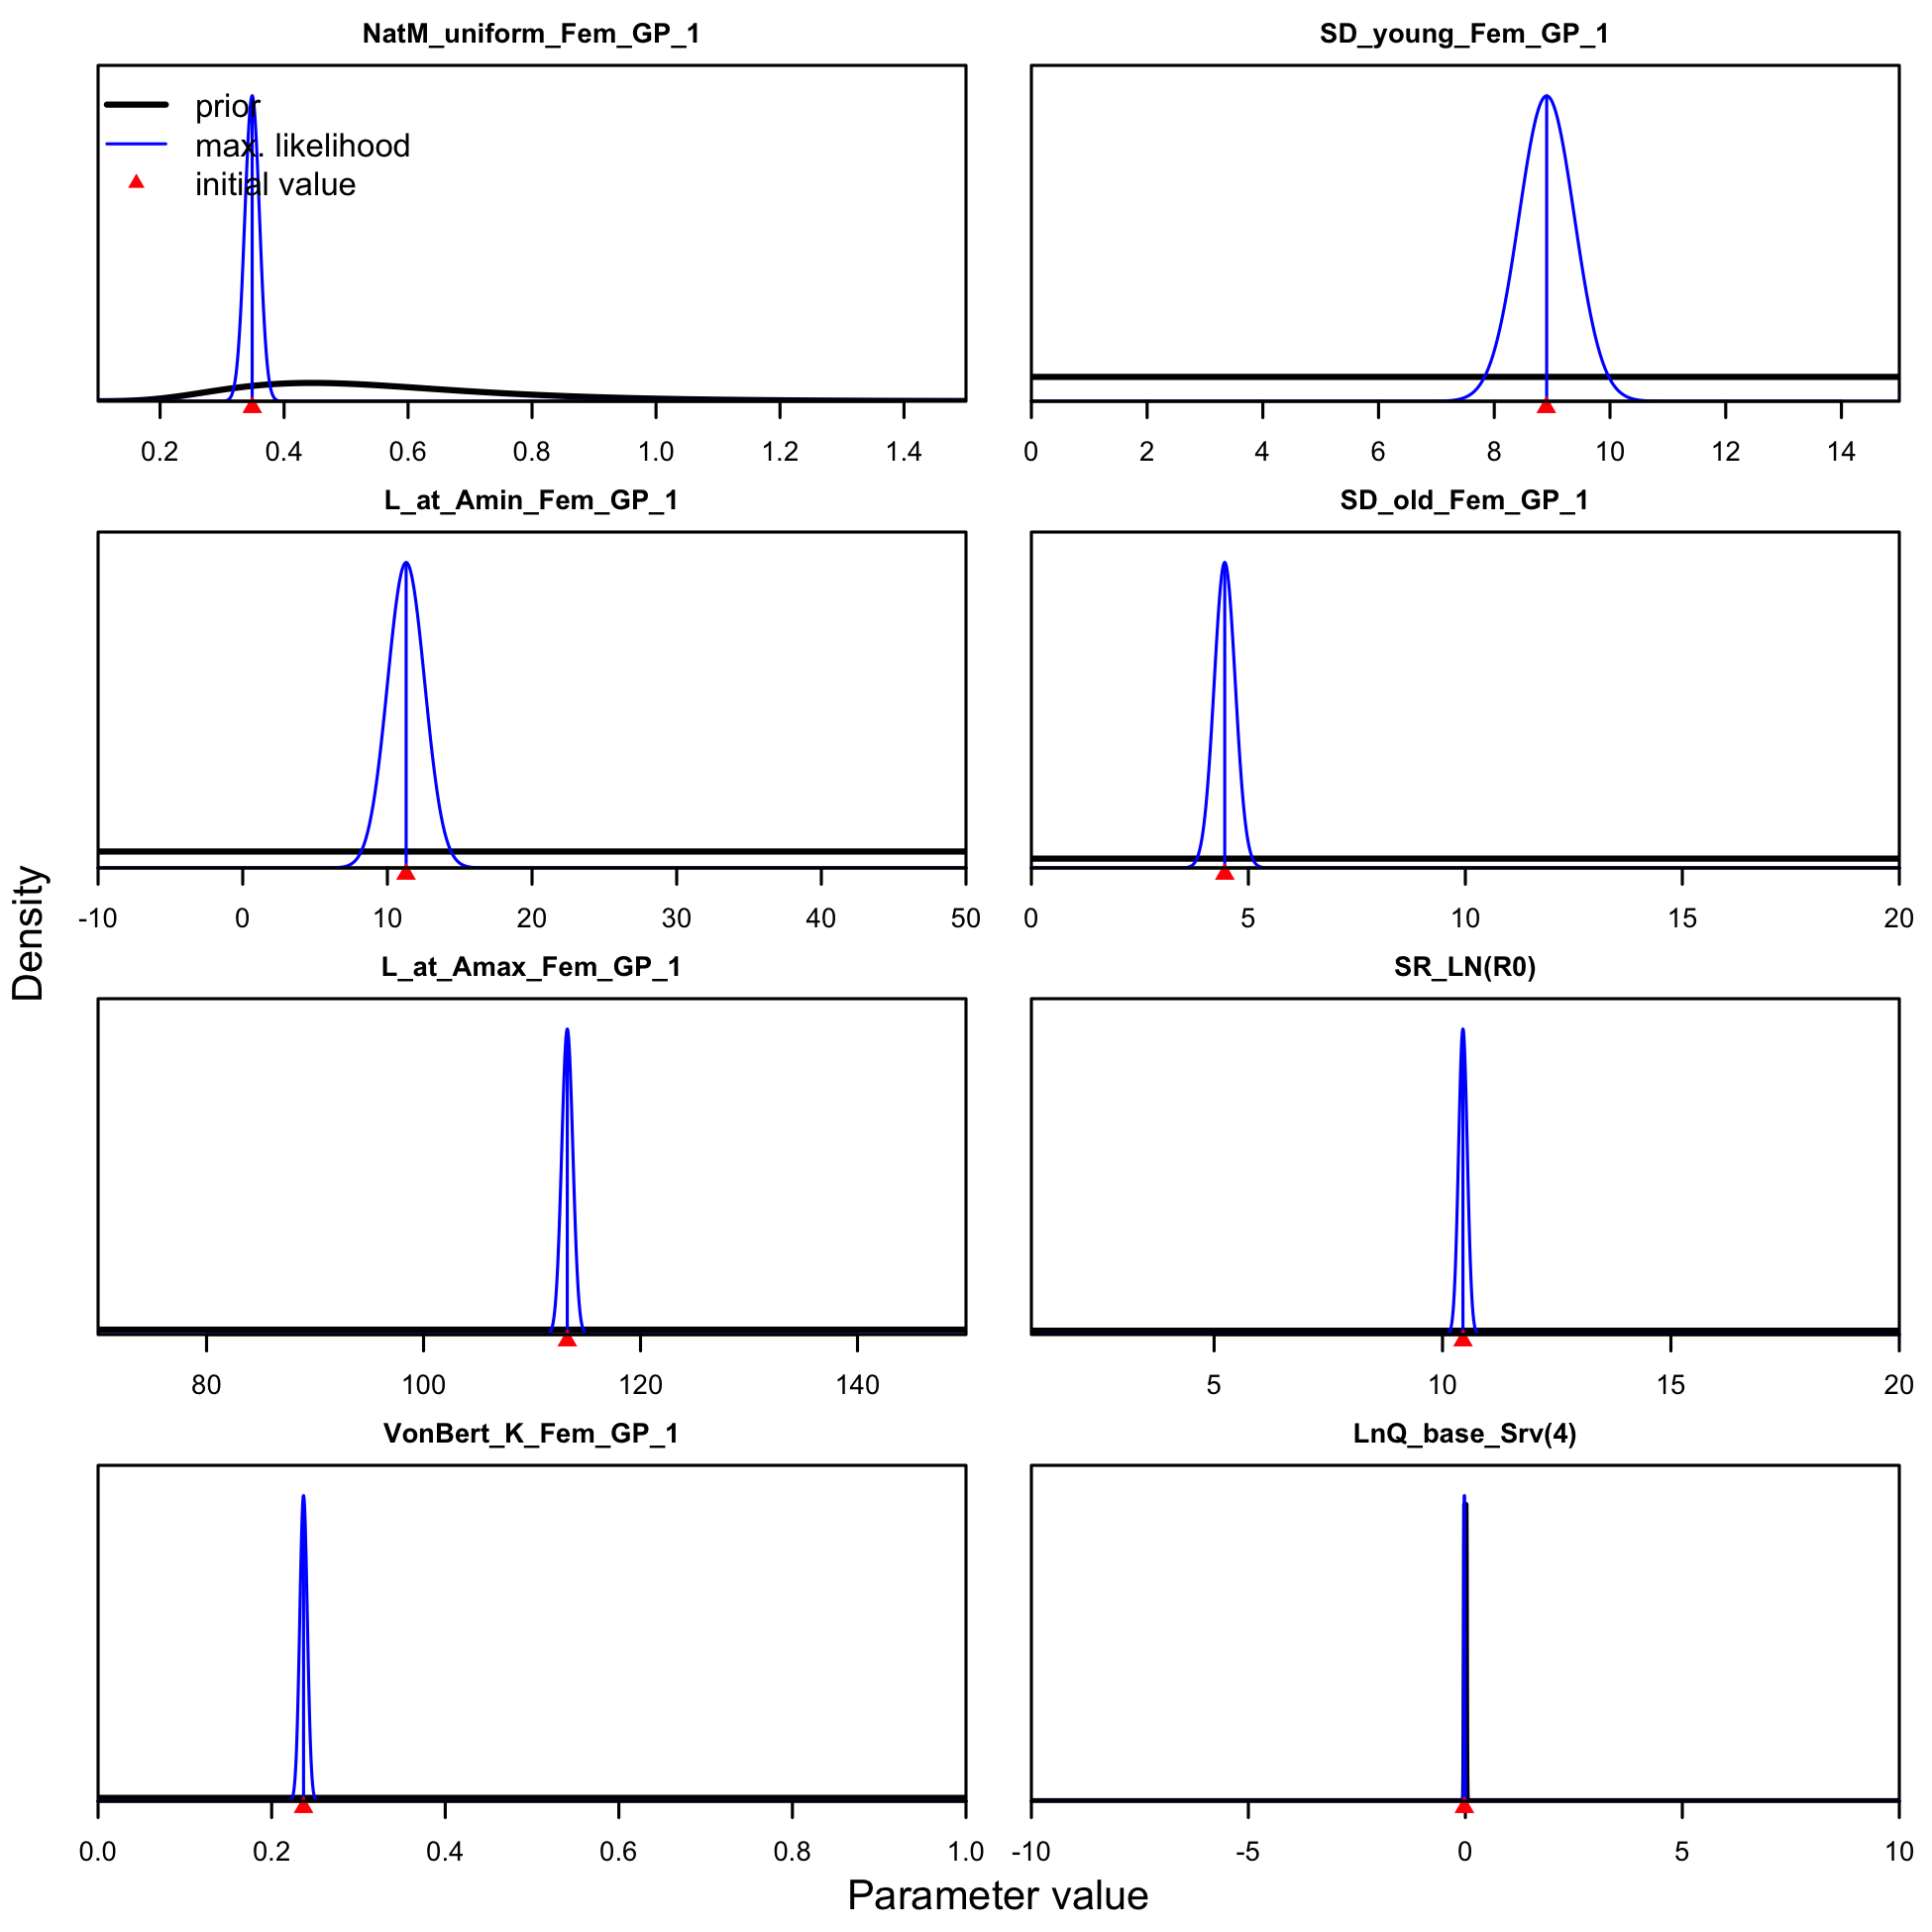 NatM_uniform_Fem_GP_1
prior
max. likelihood
initial value
0.2 0.4 0.6 0.8 1.0 1.2 1.4
SD_young_Fem_GP_1
0 2 4 6 8 10 12 14
L_at_Amin_Fem_GP_1
-10 0 10 20 30 40 50
SD_old_Fem_GP_1
0 5 10 15 20
L_at_Amax_Fem_GP_1
80 100 120 140
SR_LN(R0)
5 10 15 20
VonBert_K_Fem_GP_1
0.0 0.2 0.4 0.6 0.8 1.0
LnQ_base_Srv(4)
-10 -5 0 5 10
Density
Parameter value